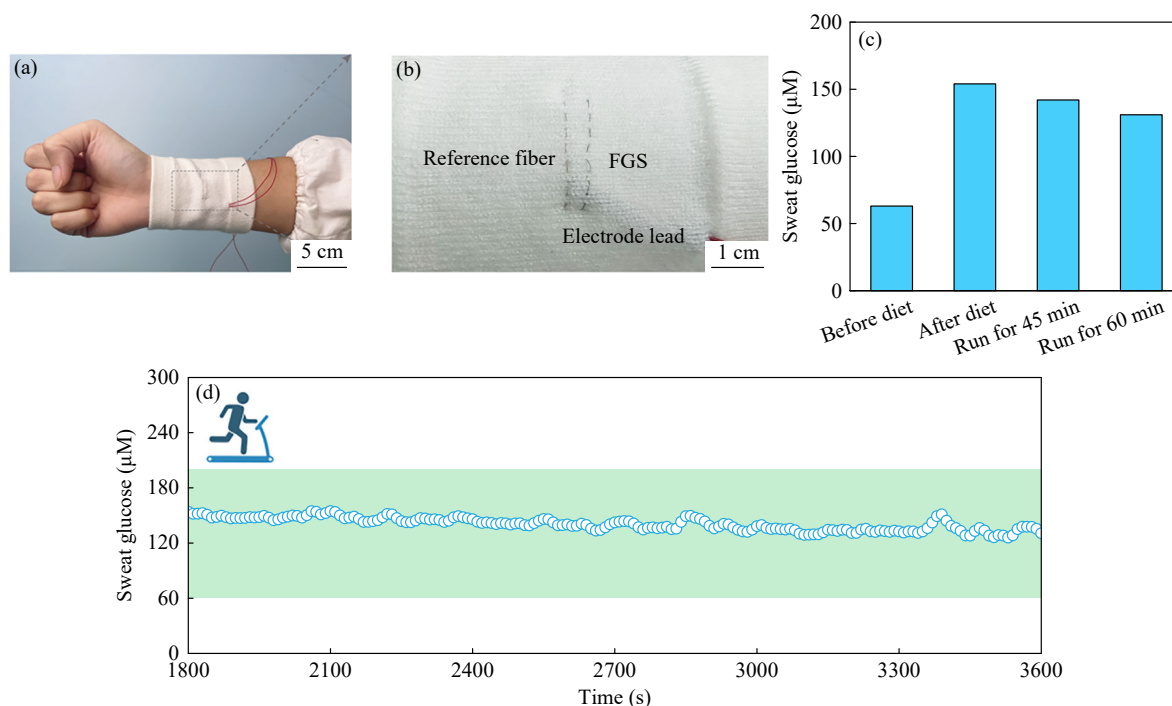 (a)
5 cm
(b)
Reference fiber
FGS
Electrode lead
1 cm
(c)
Sweat glucose (μM)
200
150
100
50
0
Before diet
After diet
Run for 45 min
Run for 60 min
(d)
Sweat glucose (μM)
300
240
180
120
60
0
1800
2100
2400
2700
3000
3300
3600
Time (s)